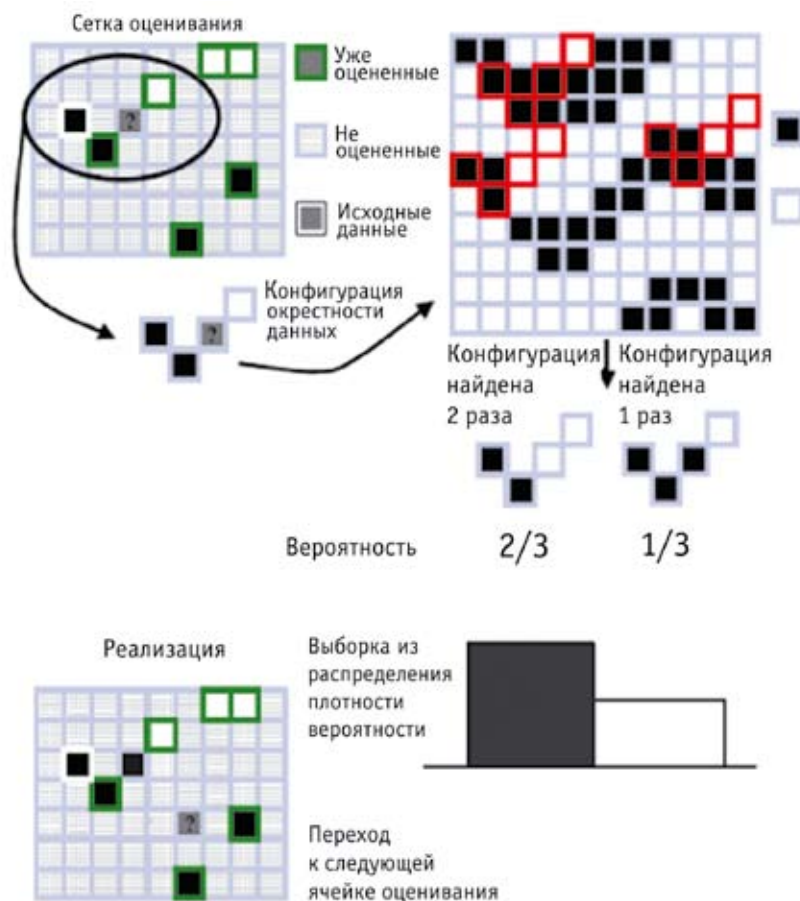 Сетка оценивания
Уже
оцененные
Не
оцененные
Исходные
данные
?
Конфигурация
окрестности
данных
?
Конфигурация
найдена
2 раза
Конфигурация
найдена
1 раз
Вероятность
2/3
1/3
Реализация
?
Выборка из
распределения
плотности
вероятности
Переход
к следующей
ячейке оценивания